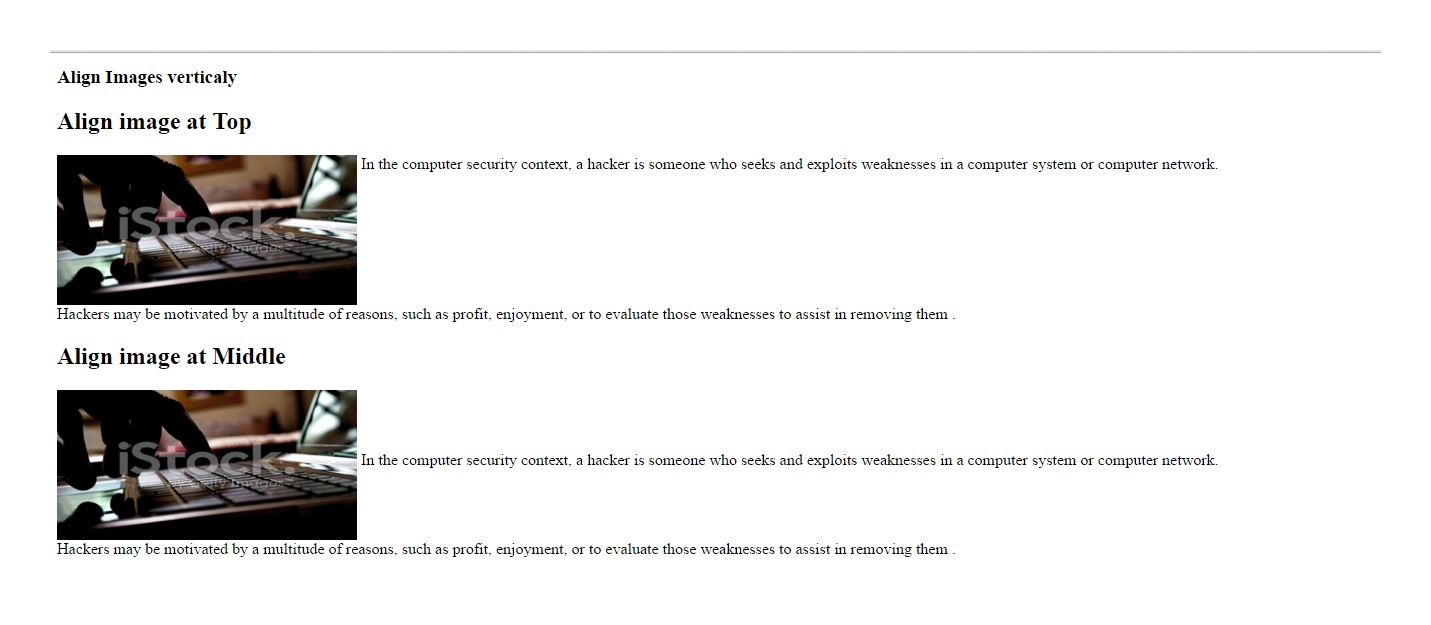 Align Images verticaly
Align image at Top
In the computer security context, a hacker is someone who seeks and exploits weaknesses in a computer system or computer network.
iStock.
by Getty Images™
Hackers may be motivated by a multitude of reasons, such as profit, enjoyment, or to evaluate those weaknesses to assist in removing them .
Align image at Middle
iStock.
In the computer security context, a hacker is someone who seeks and exploits weaknesses in a computer system or computer network.
by Getty Images™
Hackers may be motivated by a multitude of reasons, such as profit, enjoyment, or to evaluate those weaknesses to assist in removing them .